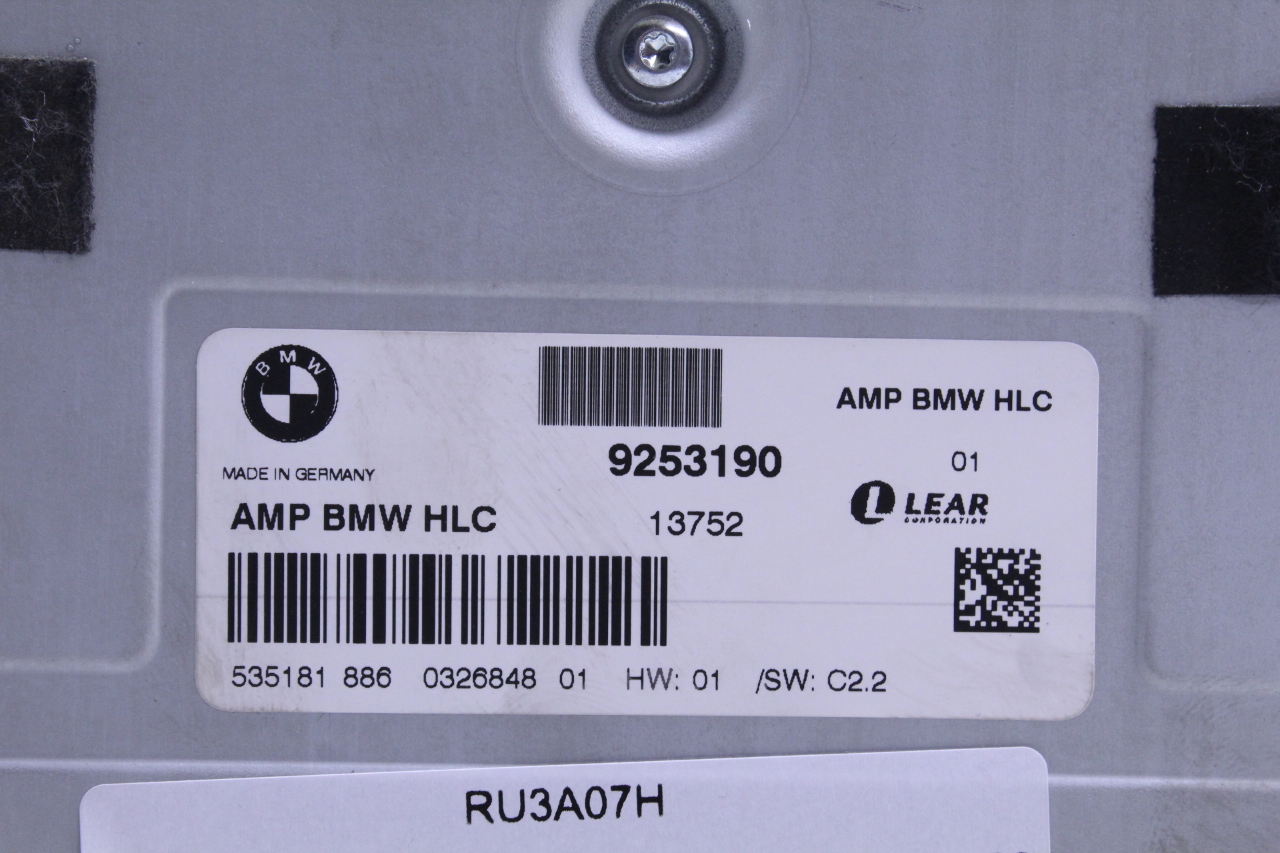 BMW
AMP BMW HLC
9253190
01
MADE IN GERMANY
LEAR
CORPORATION
AMP BMW HLC
13752
535181 886 0326848 01 HW: 01 /SW: C2.2
RU3A07H